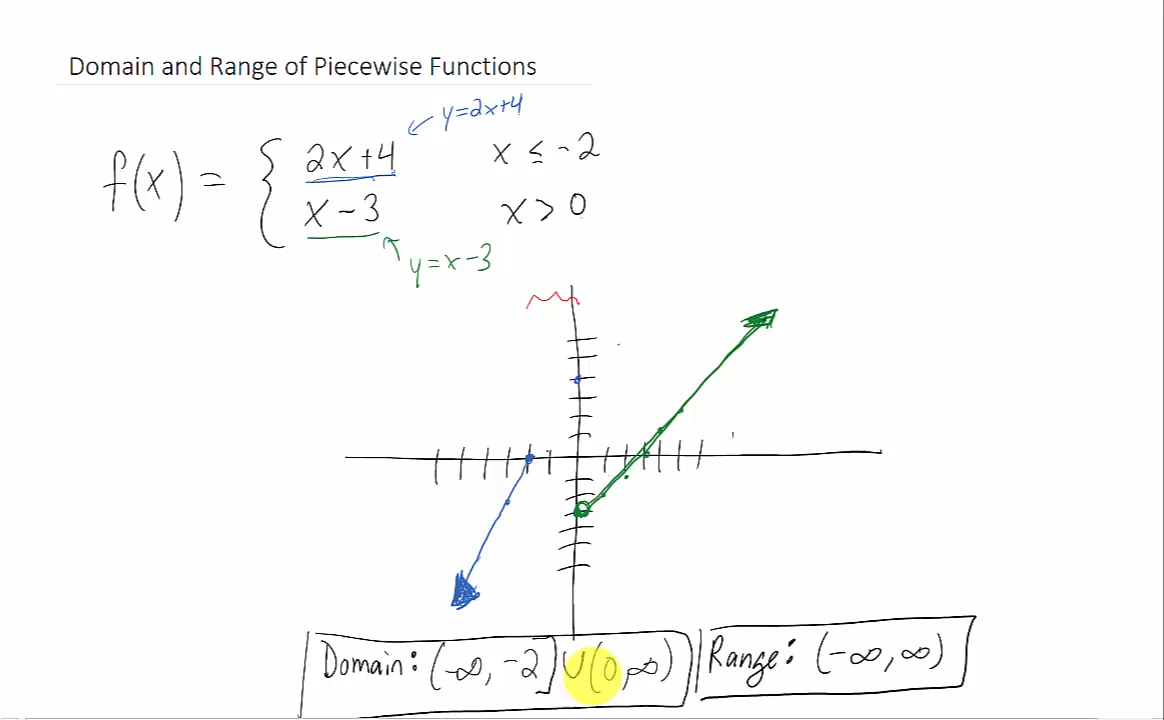 Domain and Range of Piecewise Functions
y=2x+4
f(x) = { 2x+4 x ≤ -2
x-3 x > 0
y=x-3
Domain: (-∞, -2] ∪ (0, ∞) Range: (-∞, ∞)